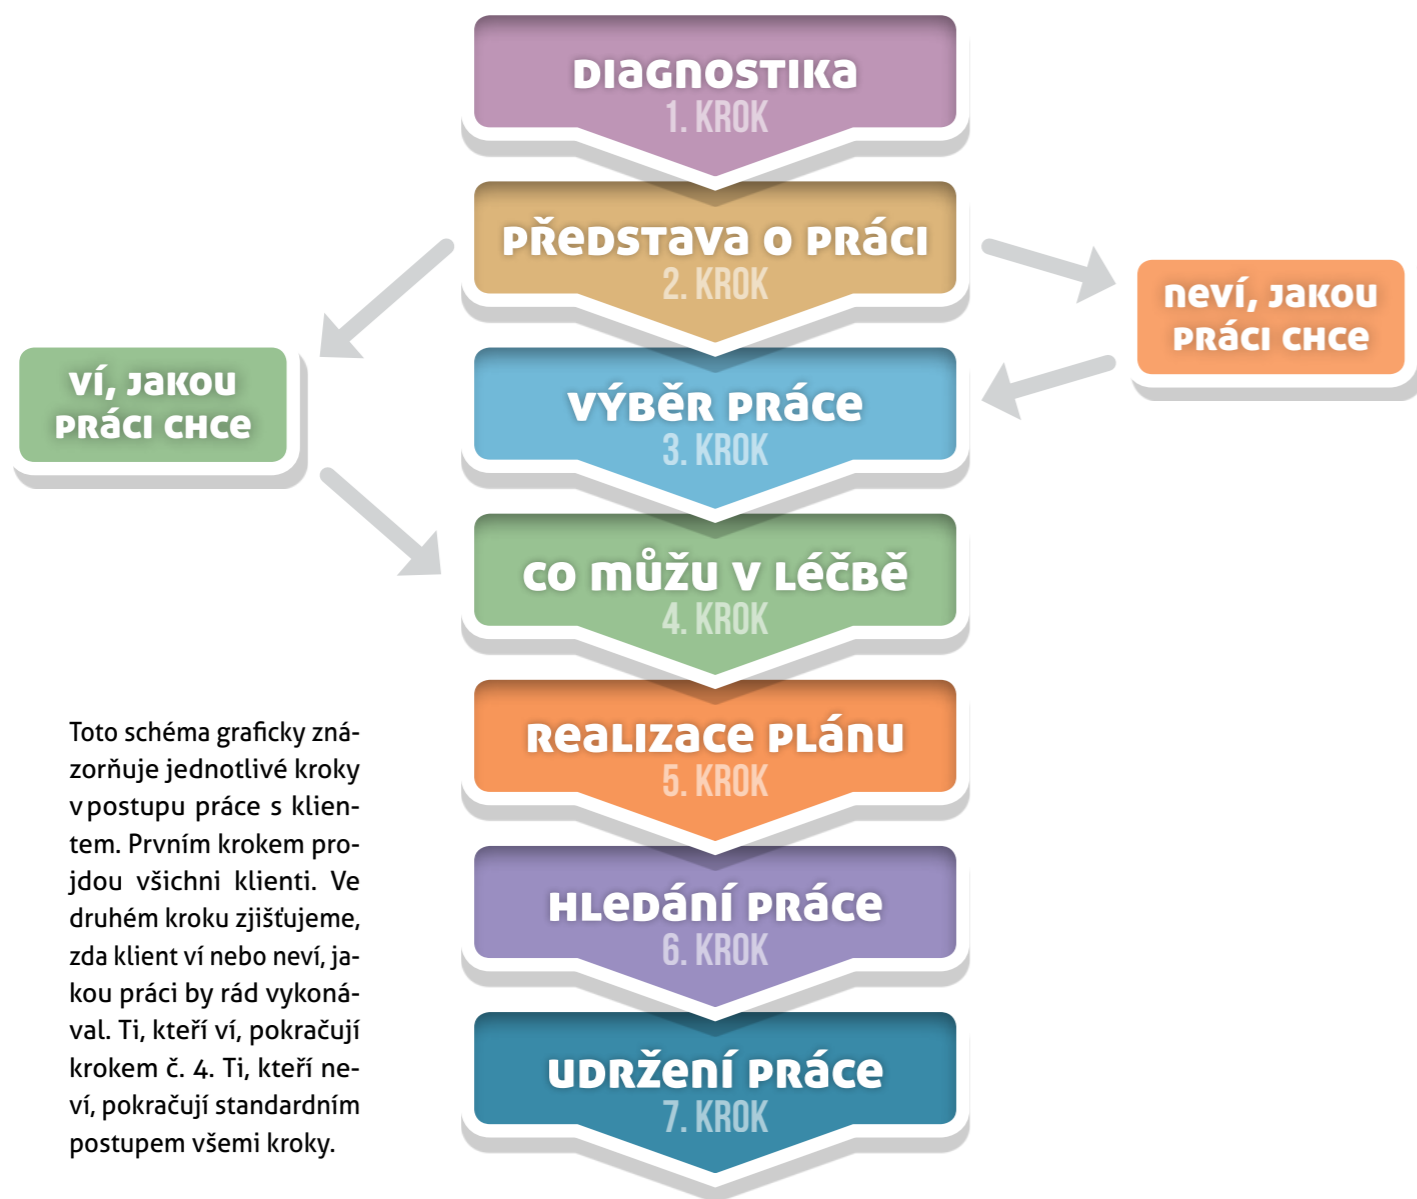 DIAGNOSTIKA
1. KROK
PŘEDSTAVA O PRÁCI
2. KROK
NEVÍ, JAKOU
PRÁCI CHCE
VÍ, JAKOU
PRÁCI CHCE
VÝBĚR PRÁCE
3. KROK
CO MŮŽU V LÉČBĚ
4. KROK
REALIZACE PLÁNU
5. KROK
HLEDÁNÍ PRÁCE
6. KROK
UDRŽENÍ PRÁCE
7. KROK
Toto schéma graficky zná-
zorňuje jednotlivé kroky
v postupu práce s klien-
tem. Prvním krokem pro-
jdou všichni klienti. Ve
druhém kroku zjišťujeme,
zda klient ví nebo neví, ja-
kou práci by rád vykoná-
val. Ti, kteří ví, pokračují
krokem č. 4. Ti, kteří ne-
ví, pokračují standardním
postupem všemi kroky.